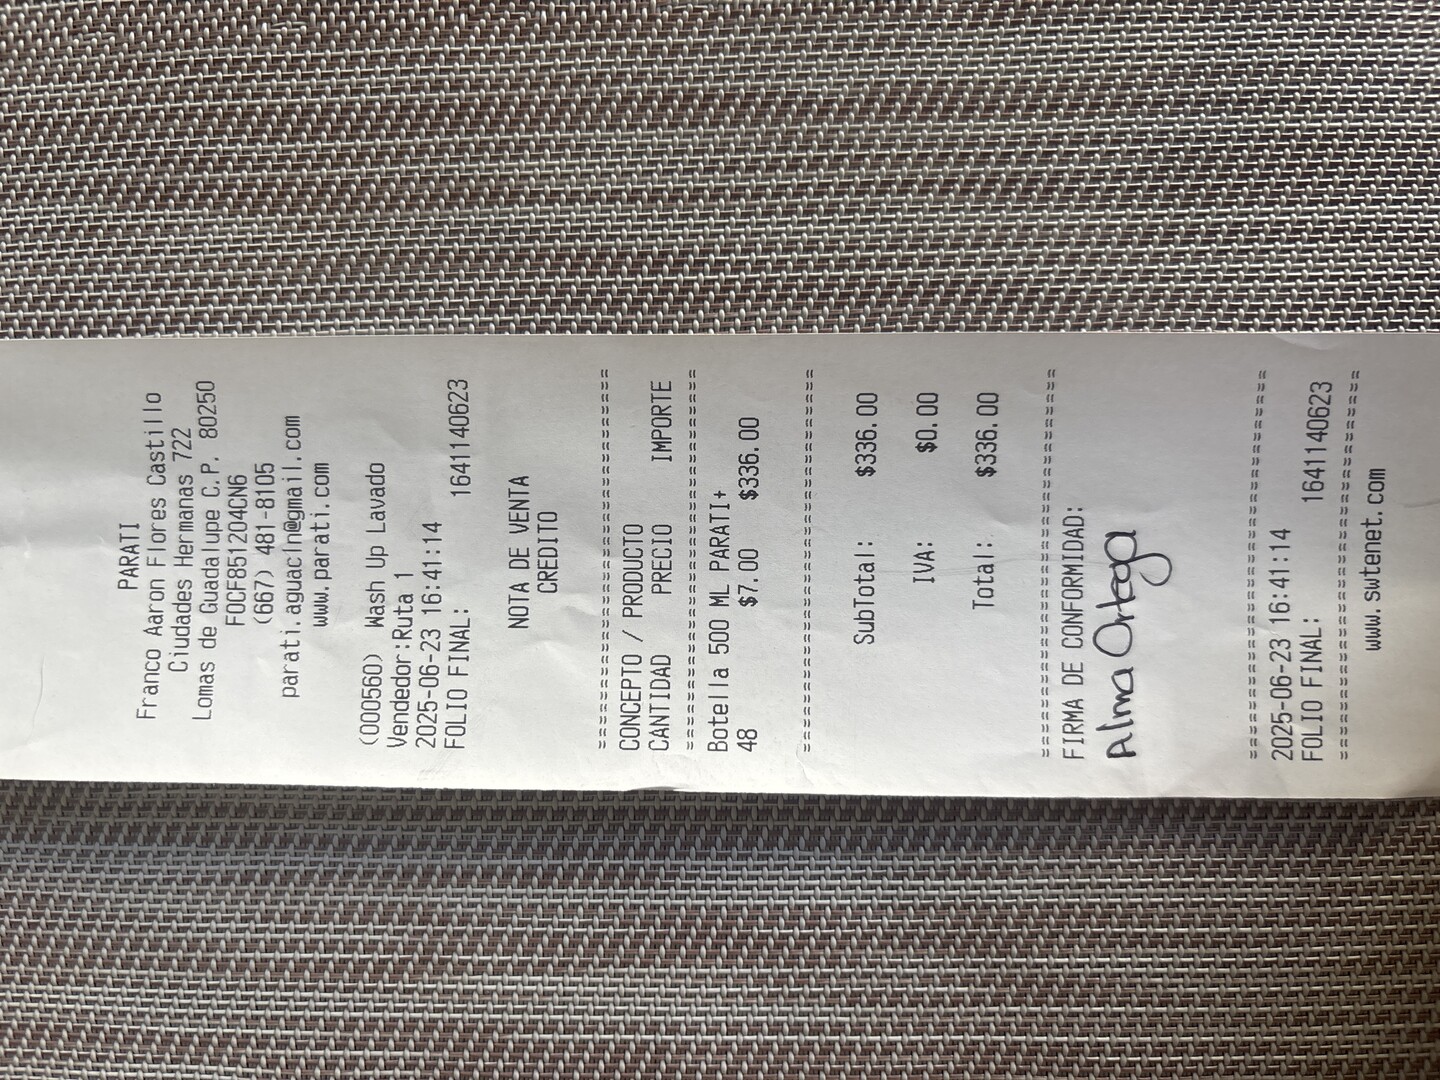 PARATI
Franco Aaron Flores Castillo
Ciudades Hermanas 722
Lomas de Guadalupe C.P. 80250
FOCF851204CN6
(667) 481-8105
parati.aguacln@gmail.com
www.parati.com
(000560) Wash Up Lavado
Vendedor:Ruta 1
2025-06-23 16:41:14
FOLIO FINAL: 1641140623
NOTA DE VENTA
CREDITO
================================
CONCEPTO / PRODUCTO
CANTIDAD PRECIO IMPORTE
================================
Botella 500 ML PARATI+
48 $7.00 $336.00
================================
SubTotal: $336.00
IVA: $0.00
Total: $336.00
================================
FIRMA DE CONFORMIDAD:
Alma Ortega
================================
2025-06-23 16:41:14
FOLIO FINAL: 1641140623
================================
www.swtenet.com